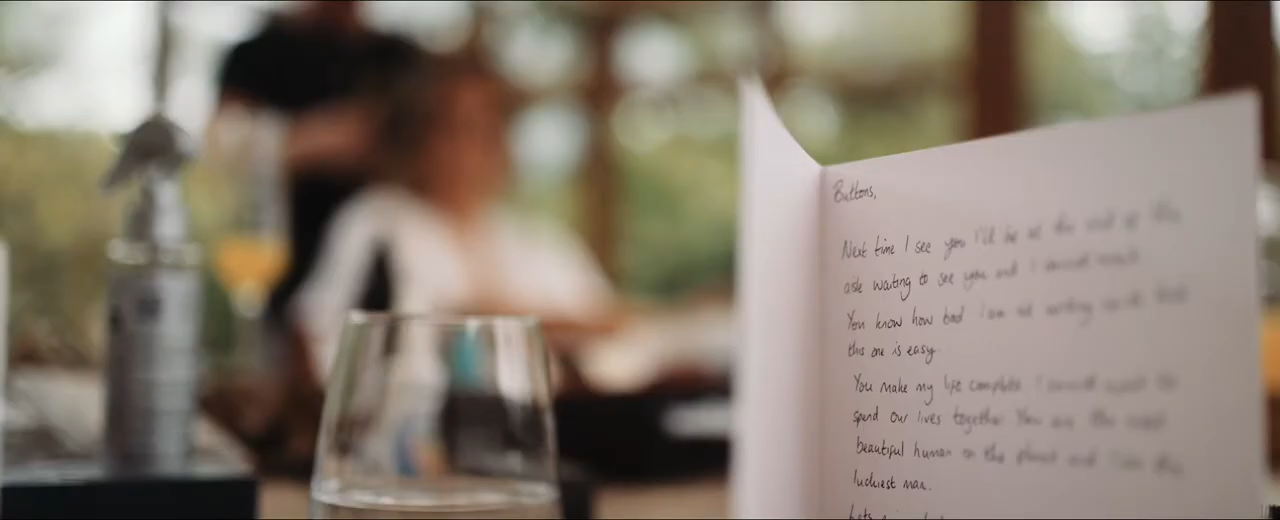 Buttons,
Next time I see you I'll be at the end of the
aisle waiting to see you and I cannot wait
You know how bad I am at writing cards but
this one is easy.
You make my life complete I cannot wait to
spend our lives together You are the most
beautiful human on the planet and I am the
luckiest man.
Lets